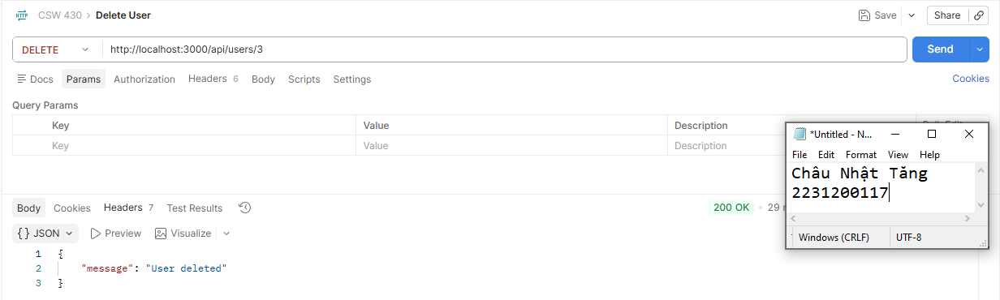 HTTP CSW 430 > Delete User Save Share
DELETE http://localhost:3000/api/users/3 Send
Docs Params Authorization Headers 6 Body Scripts Settings Cookies
Query Params
Key Value Description
Key Value Description
*Untitled - N...
File Edit Format View Help
Châu Nhật Tăng
2231200117
Windows (CRLF) UTF-8
Body Cookies Headers 7 Test Results 200 OK • 29
{} JSON Preview Visualize
1 {
2 "message": "User deleted"
3 }